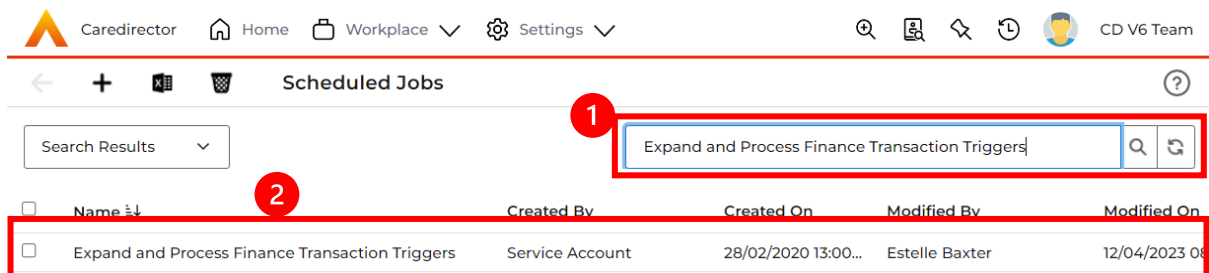 Caredirector Home Workplace Settings CD V6 Team
Scheduled Jobs ?
1
Search Results Expand and Process Finance Transaction Triggers
2
Name Created By Created On Modified By Modified On
Expand and Process Finance Transaction Triggers Service Account 28/02/2020 13:00... Estelle Baxter 12/04/2023 08